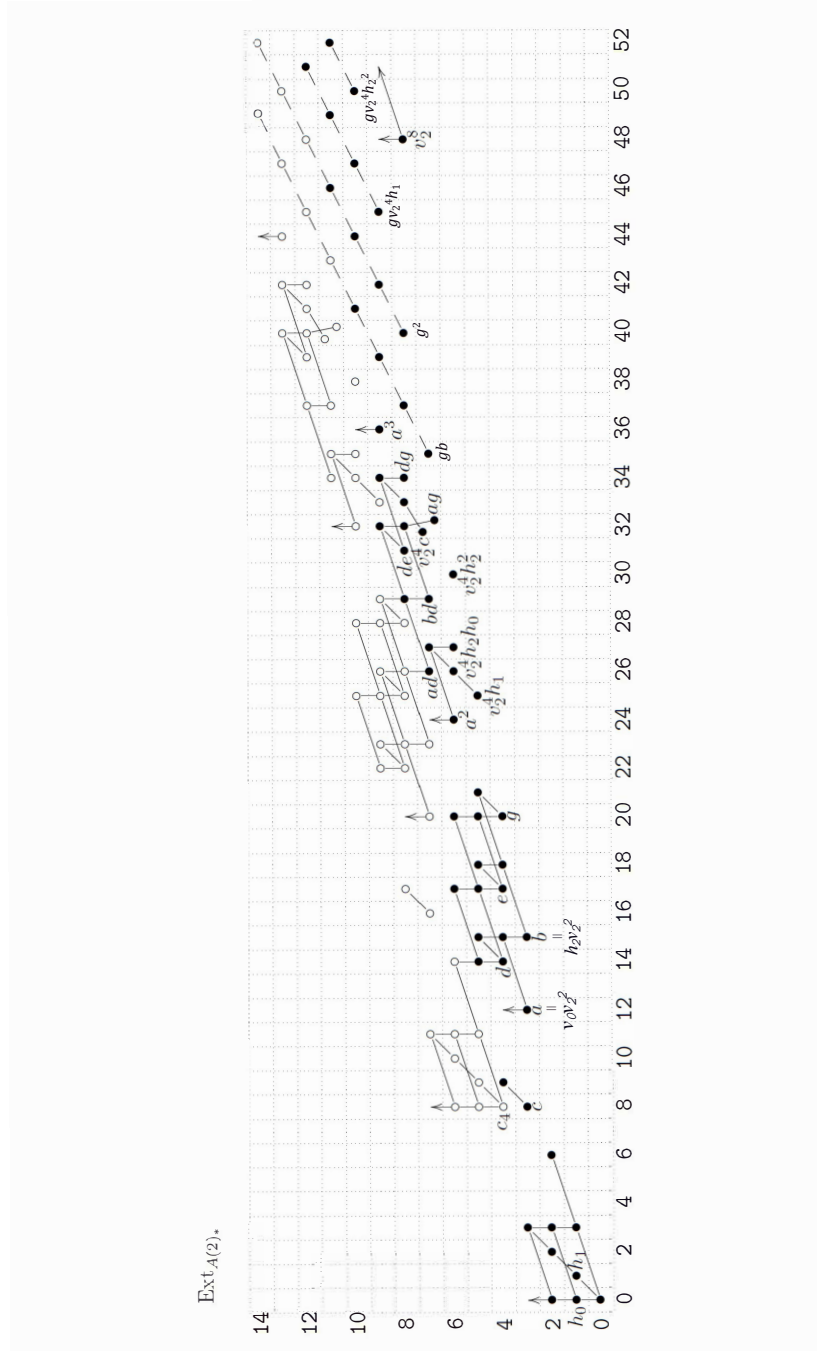 Ext_{A(2)_*}
14
12
10
8
6
4
2
0
0
2
4
6
8
10
12
14
16
18
20
22
24
26
28
30
32
34
36
38
40
42
44
46
48
50
52
h_0
h_1
c_4
c
a
=
v_0v_2^2
d
b
=
h_2v_2^2
e
g
a^2
v_2^4h_1
ad
v_2^4h_2h_0
bd
v_2^4h_2^2
de
v_2^4c
ag
dg
gb
a^3
g^2
gv_2^4h_1
v_2^8
gv_2^4h_2^2